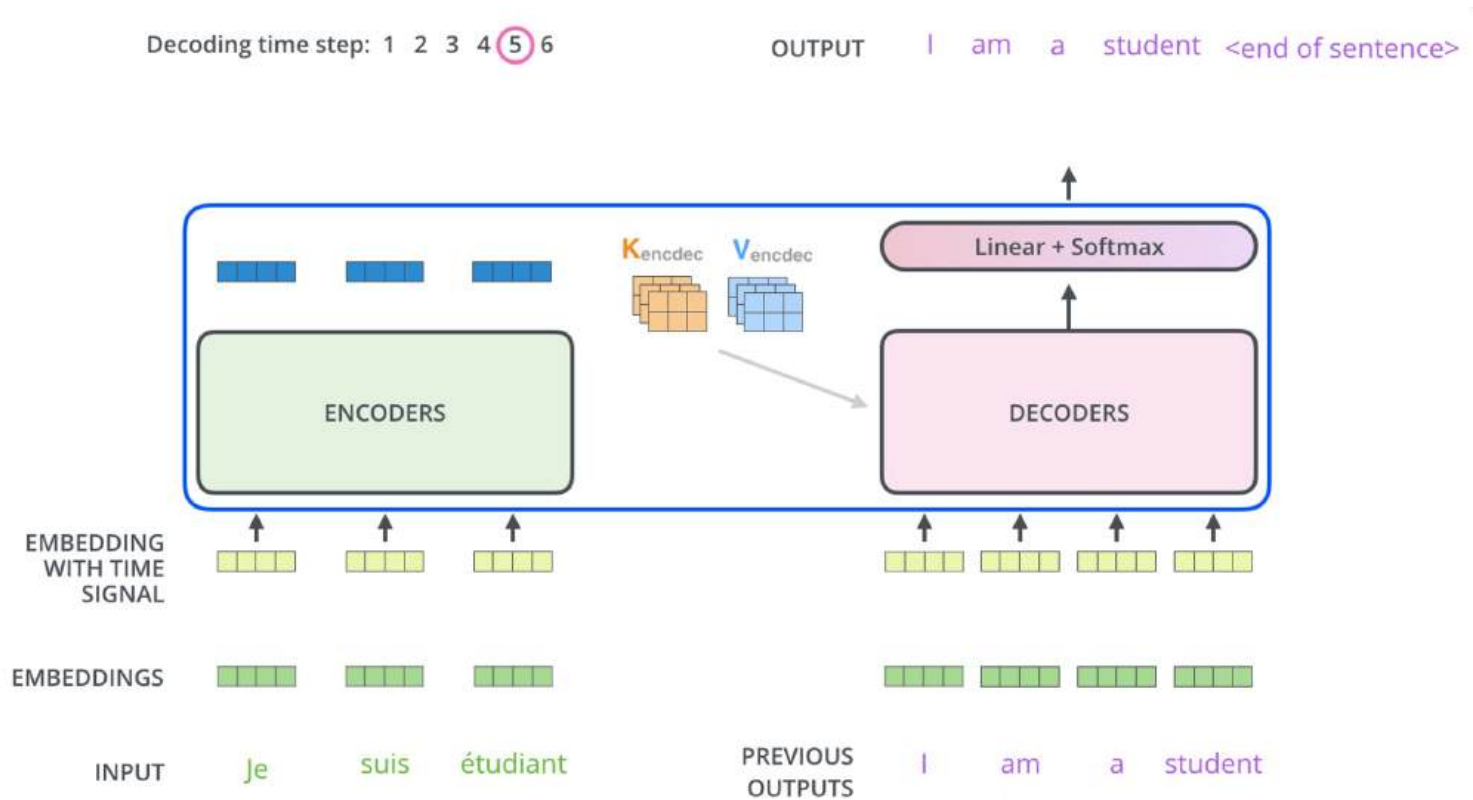 Decoding time step: 1 2 3 4 5 6
OUTPUT I am a student <end of sentence>
Kencdec Vencdec
Linear + Softmax
ENCODERS
DECODERS
EMBEDDING
WITH TIME
SIGNAL
EMBEDDINGS
INPUT Je suis étudiant
PREVIOUS
OUTPUTS
I am a student